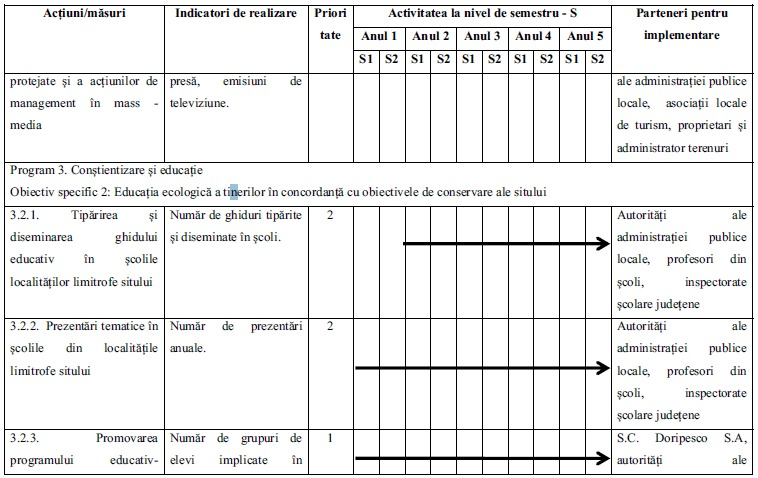 Acțiuni/măsuri
Indicatori de realizare
Priori
tate
Activitatea la nivel de semestru - S
Anul 1 Anul 2 Anul 3 Anul 4 Anul 5
S1 S2 S1 S2 S1 S2 S1 S2 S1 S2
Parteneri pentru
implementare
protejate și a acțiunilor de
management în mass -
media
presă, emisiuni de
televiziune.
ale administrației publice
locale, asociații locale
de turism, proprietari și
administrator terenuri
Program 3. Conștientizare și educație
Obiectiv specific 2: Educația ecologică a tinerilor în concordanță cu obiectivele de conservare ale sitului
3.2.1. Tipărirea și
diseminarea ghidului
educativ în școlile
localităților limitrofe sitului
Număr de ghiduri tipărite
și diseminate în școli.
2
Autorități ale
administrației publice
locale, profesori din
școli, inspectorate
școlare județene
3.2.2. Prezentări tematice în
școlile din localitățile
limitrofe sitului
Număr de prezentări
anuale.
2
Autorități ale
administrației publice
locale, profesori din
școli, inspectorate
școlare județene
3.2.3. Promovarea
programului educativ-
Număr de grupuri de
elevi implicate în
1
S.C. Doripesco S.A,
autorități ale